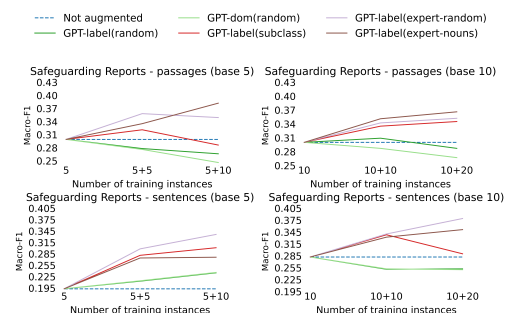 Not augmented
GPT-label(random)
GPT-dom(random)
GPT-label(subclass)
GPT-label(expert-random)
GPT-label(expert-nouns)
Safeguarding Reports - passages (base 5)
Macro-F1
0.43
0.40
0.37
0.34
0.31
0.28
0.25
5
5+5
5+10
Number of training instances
Safeguarding Reports - passages (base 10)
Macro-F1
0.43
0.40
0.37
0.34
0.31
0.28
0.25
10
10+10
10+20
Number of training instances
Safeguarding Reports - sentences (base 5)
Macro-F1
0.405
0.375
0.345
0.315
0.285
0.255
0.225
0.195
5
5+5
5+10
Number of training instances
Safeguarding Reports - sentences (base 10)
Macro-F1
0.405
0.375
0.345
0.315
0.285
0.255
0.225
0.195
10
10+10
10+20
Number of training instances